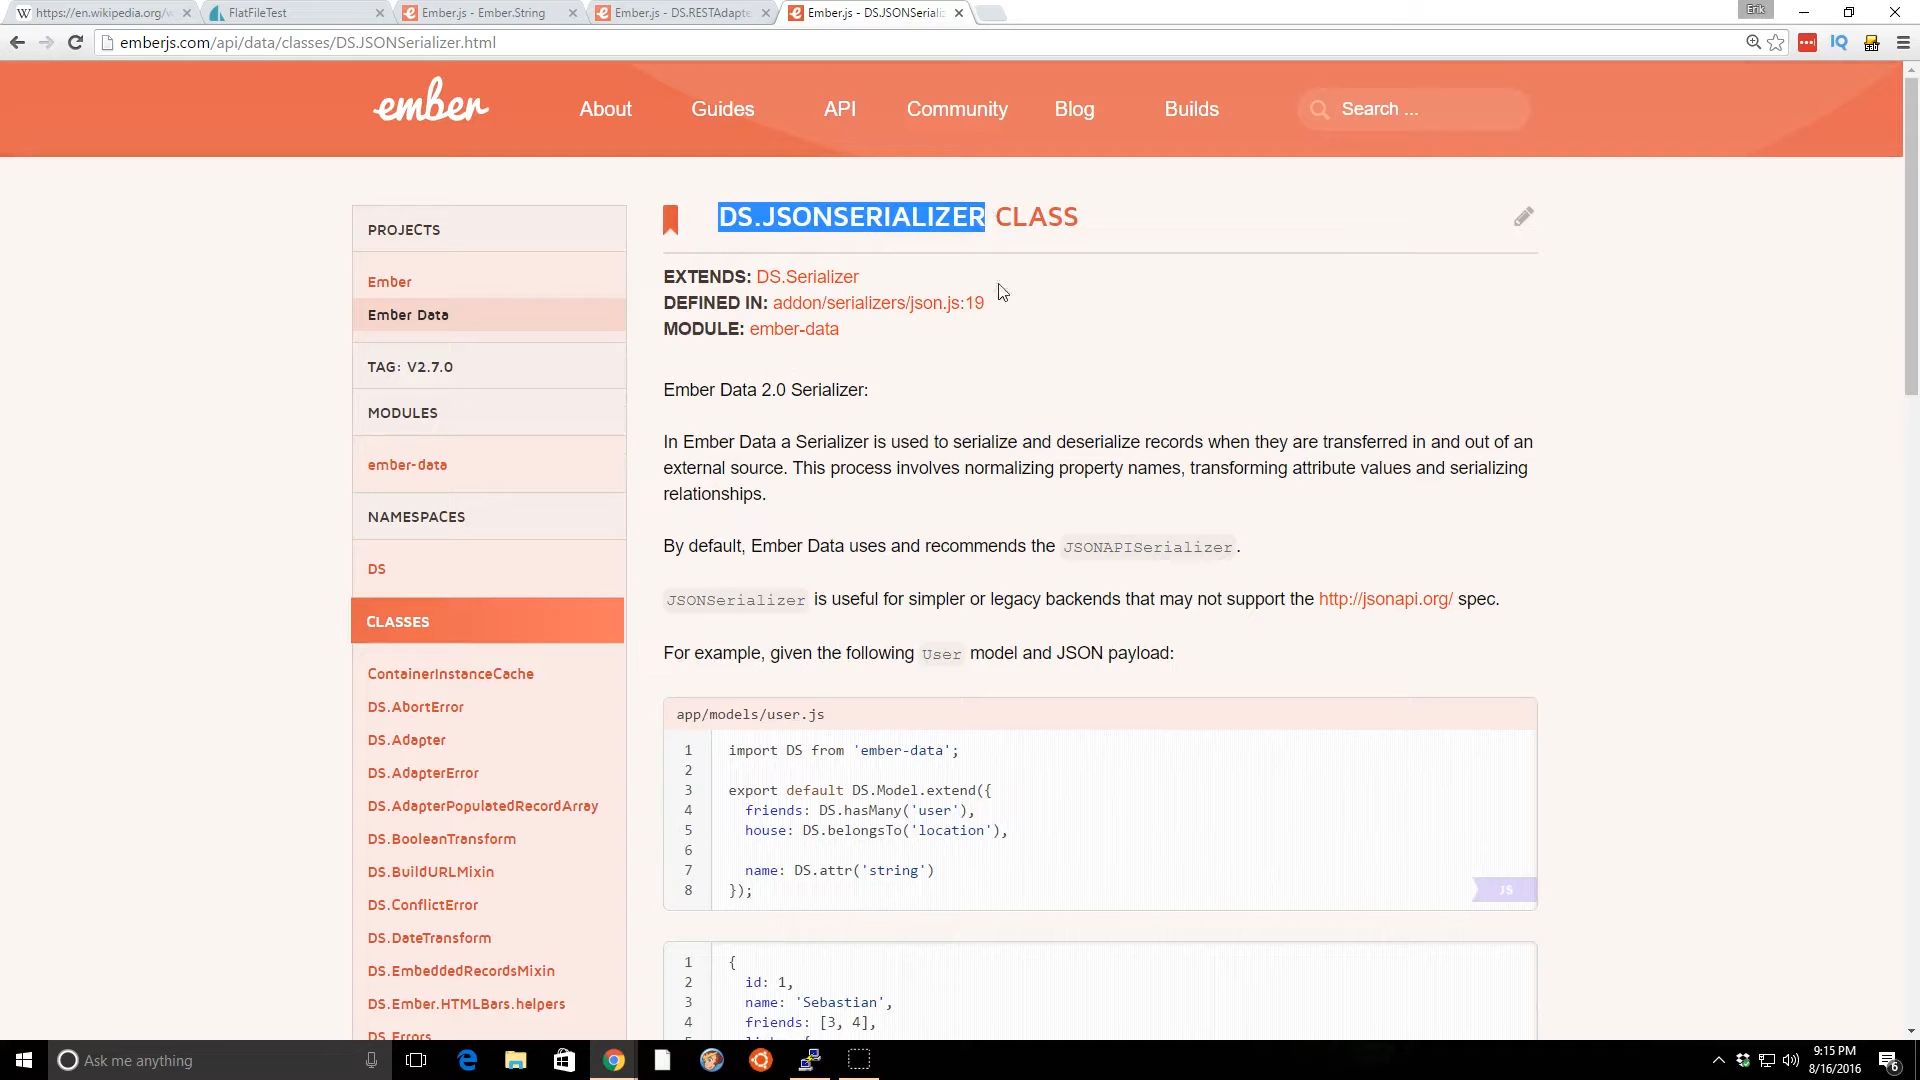 https://en.wikipedia.org/w
FlatFileTest
Ember.js - Ember.String
Ember.js - DS.RESTAdapte
Ember.js - DS.JSONSerializ
Erik
emberjs.com/api/data/classes/DS.JSONSerializer.html
IQ
ember
About
Guides
API
Community
Blog
Builds
Search ...
PROJECTS
Ember
Ember Data
TAG: V2.7.0
MODULES
ember-data
NAMESPACES
DS
CLASSES
ContainerInstanceCache
DS.AbortError
DS.Adapter
DS.AdapterError
DS.AdapterPopulatedRecordArray
DS.BooleanTransform
DS.BuildURLMixin
DS.ConflictError
DS.DateTransform
DS.EmbeddedRecordsMixin
DS.Ember.HTMLBars.helpers
DS.Errors
DS.JSONSERIALIZER CLASS
EXTENDS: DS.Serializer
DEFINED IN: addon/serializers/json.js:19
MODULE: ember-data
Ember Data 2.0 Serializer:
In Ember Data a Serializer is used to serialize and deserialize records when they are transferred in and out of an
external source. This process involves normalizing property names, transforming attribute values and serializing
relationships.
By default, Ember Data uses and recommends the JSONAPISerializer.
JSONSerializer is useful for simpler or legacy backends that may not support the http://jsonapi.org/ spec.
For example, given the following User model and JSON payload:
app/models/user.js
1 import DS from 'ember-data';
2
3 export default DS.Model.extend({
4 friends: DS.hasMany('user'),
5 house: DS.belongsTo('location'),
6
7 name: DS.attr('string')
8 });
JS
1 {
2 id: 1,
3 name: 'Sebastian',
4 friends: [3, 4],
Ask me anything
9:15 PM
8/16/2016
6